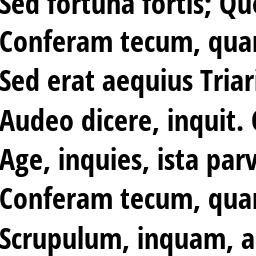 Sed fortuna fortis; Que
Conferam tecum, quan
Sed erat aequius Triari
Audeo dicere, inquit.
Age, inquies, ista parv
Conferam tecum, quan
Scrupulum, inquam, a